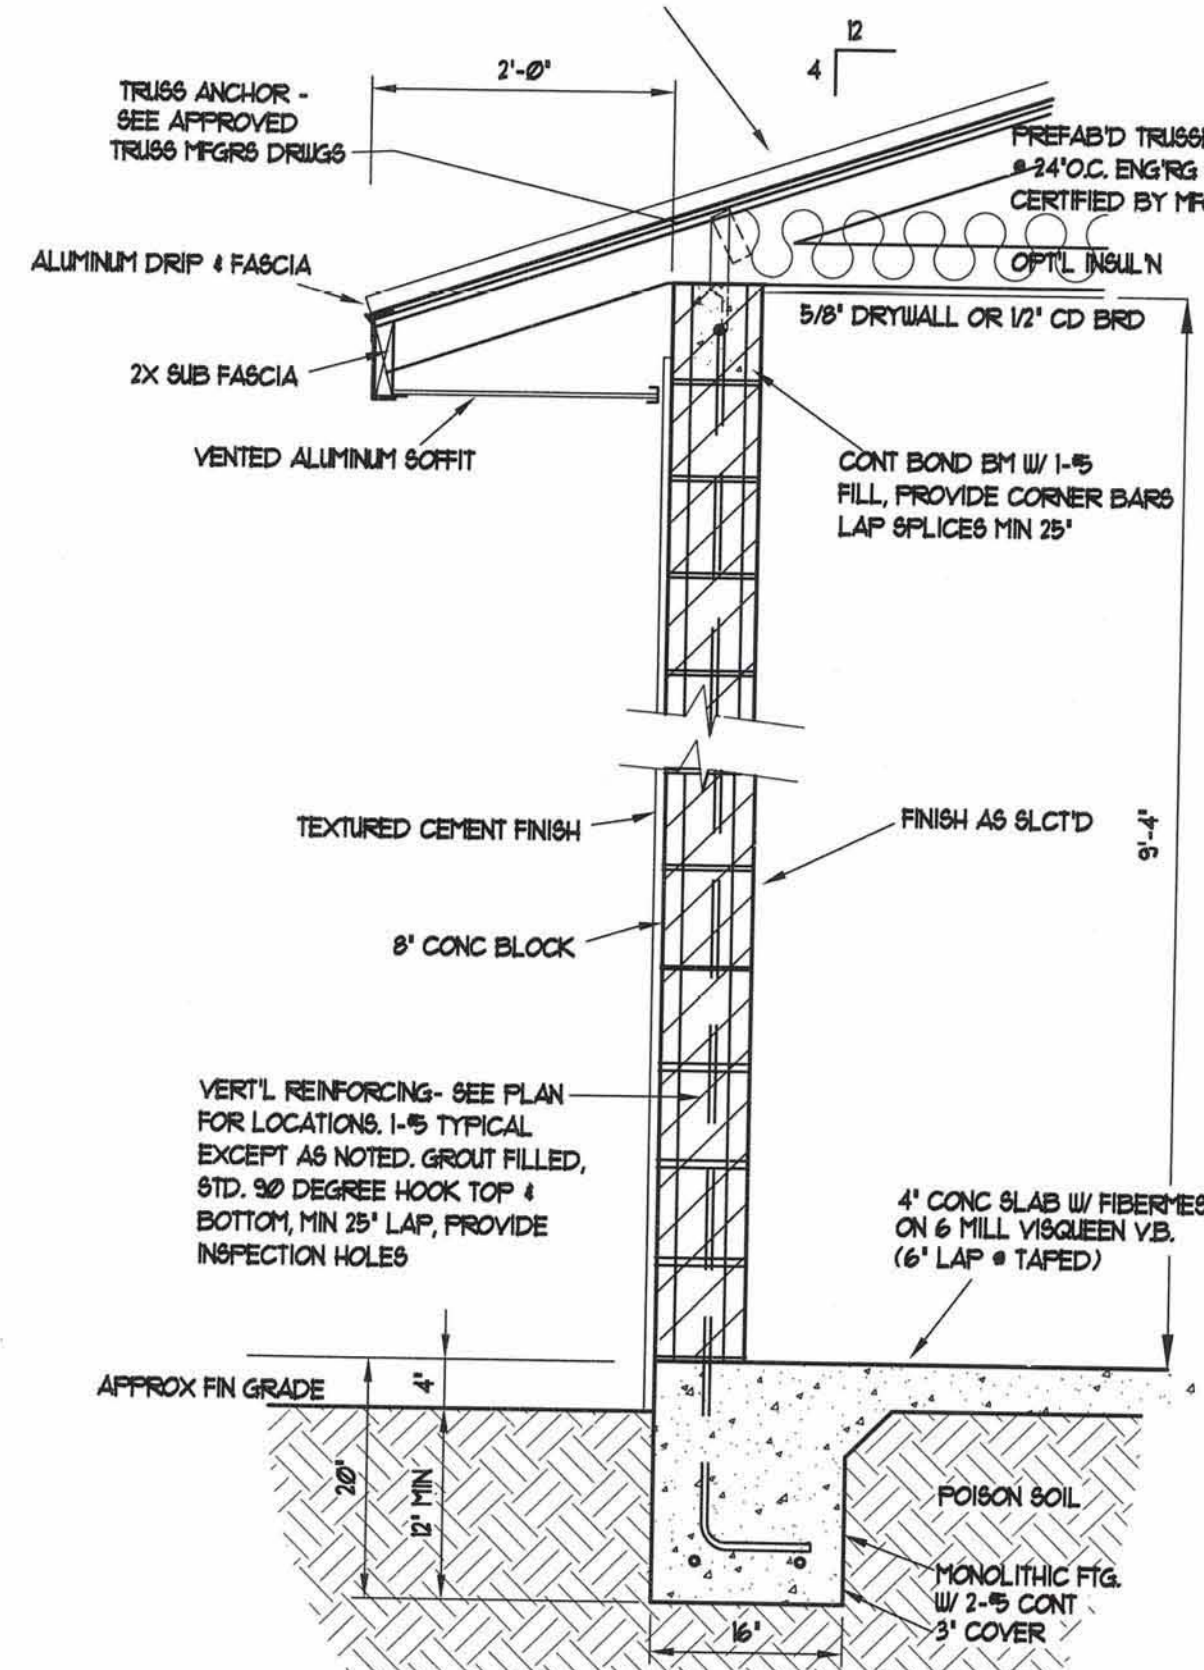 12
4
2'-0"
TRUSS ANCHOR -
SEE APPROVED
TRUSS MFGRS DRWGS
@ 24"O.C. ENG'RG
CERTIFIED BY
ALUMINUM DRIP & FASCIA
OPT'L INSUL'N
5/8" DRYWALL OR 1/2" CD BRD
2X SUB FASCIA
VENTED ALUMINUM SOFFIT
CONT BOND BM W/ 1-#5
FILL, PROVIDE CORNER BARS
LAP SPLICES MIN 25"
TEXTURED CEMENT FINISH
FINISH AS SLCT'D
9'-4"
8" CONC BLOCK
VERT'L REINFORCING- SEE PLAN
FOR LOCATIONS. 1-#5 TYPICAL
EXCEPT AS NOTED. GROUT FILLED,
STD. 90 DEGREE HOOK TOP &
BOTTOM, MIN 25" LAP, PROVIDE
INSPECTION HOLES
4" CONC SLAB W/ FIBERMES
ON 6 MILL VISQUEEN V.B.
(6" LAP @ TAPED)
APPROX FIN GRADE
4"
20"
12" MIN
POISON SOIL
MONOLITHIC FTG.
W/ 2-#5 CONT
3" COVER
16"